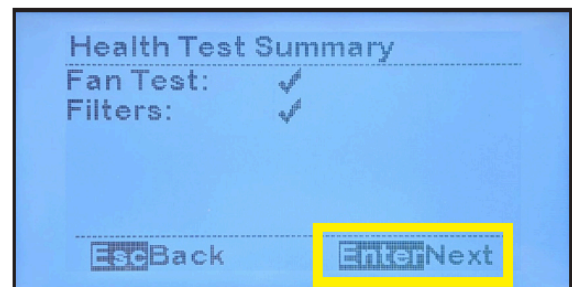 Health Test Summary
Fan Test: ✓
Filters: ✓
EscBack EnterNext